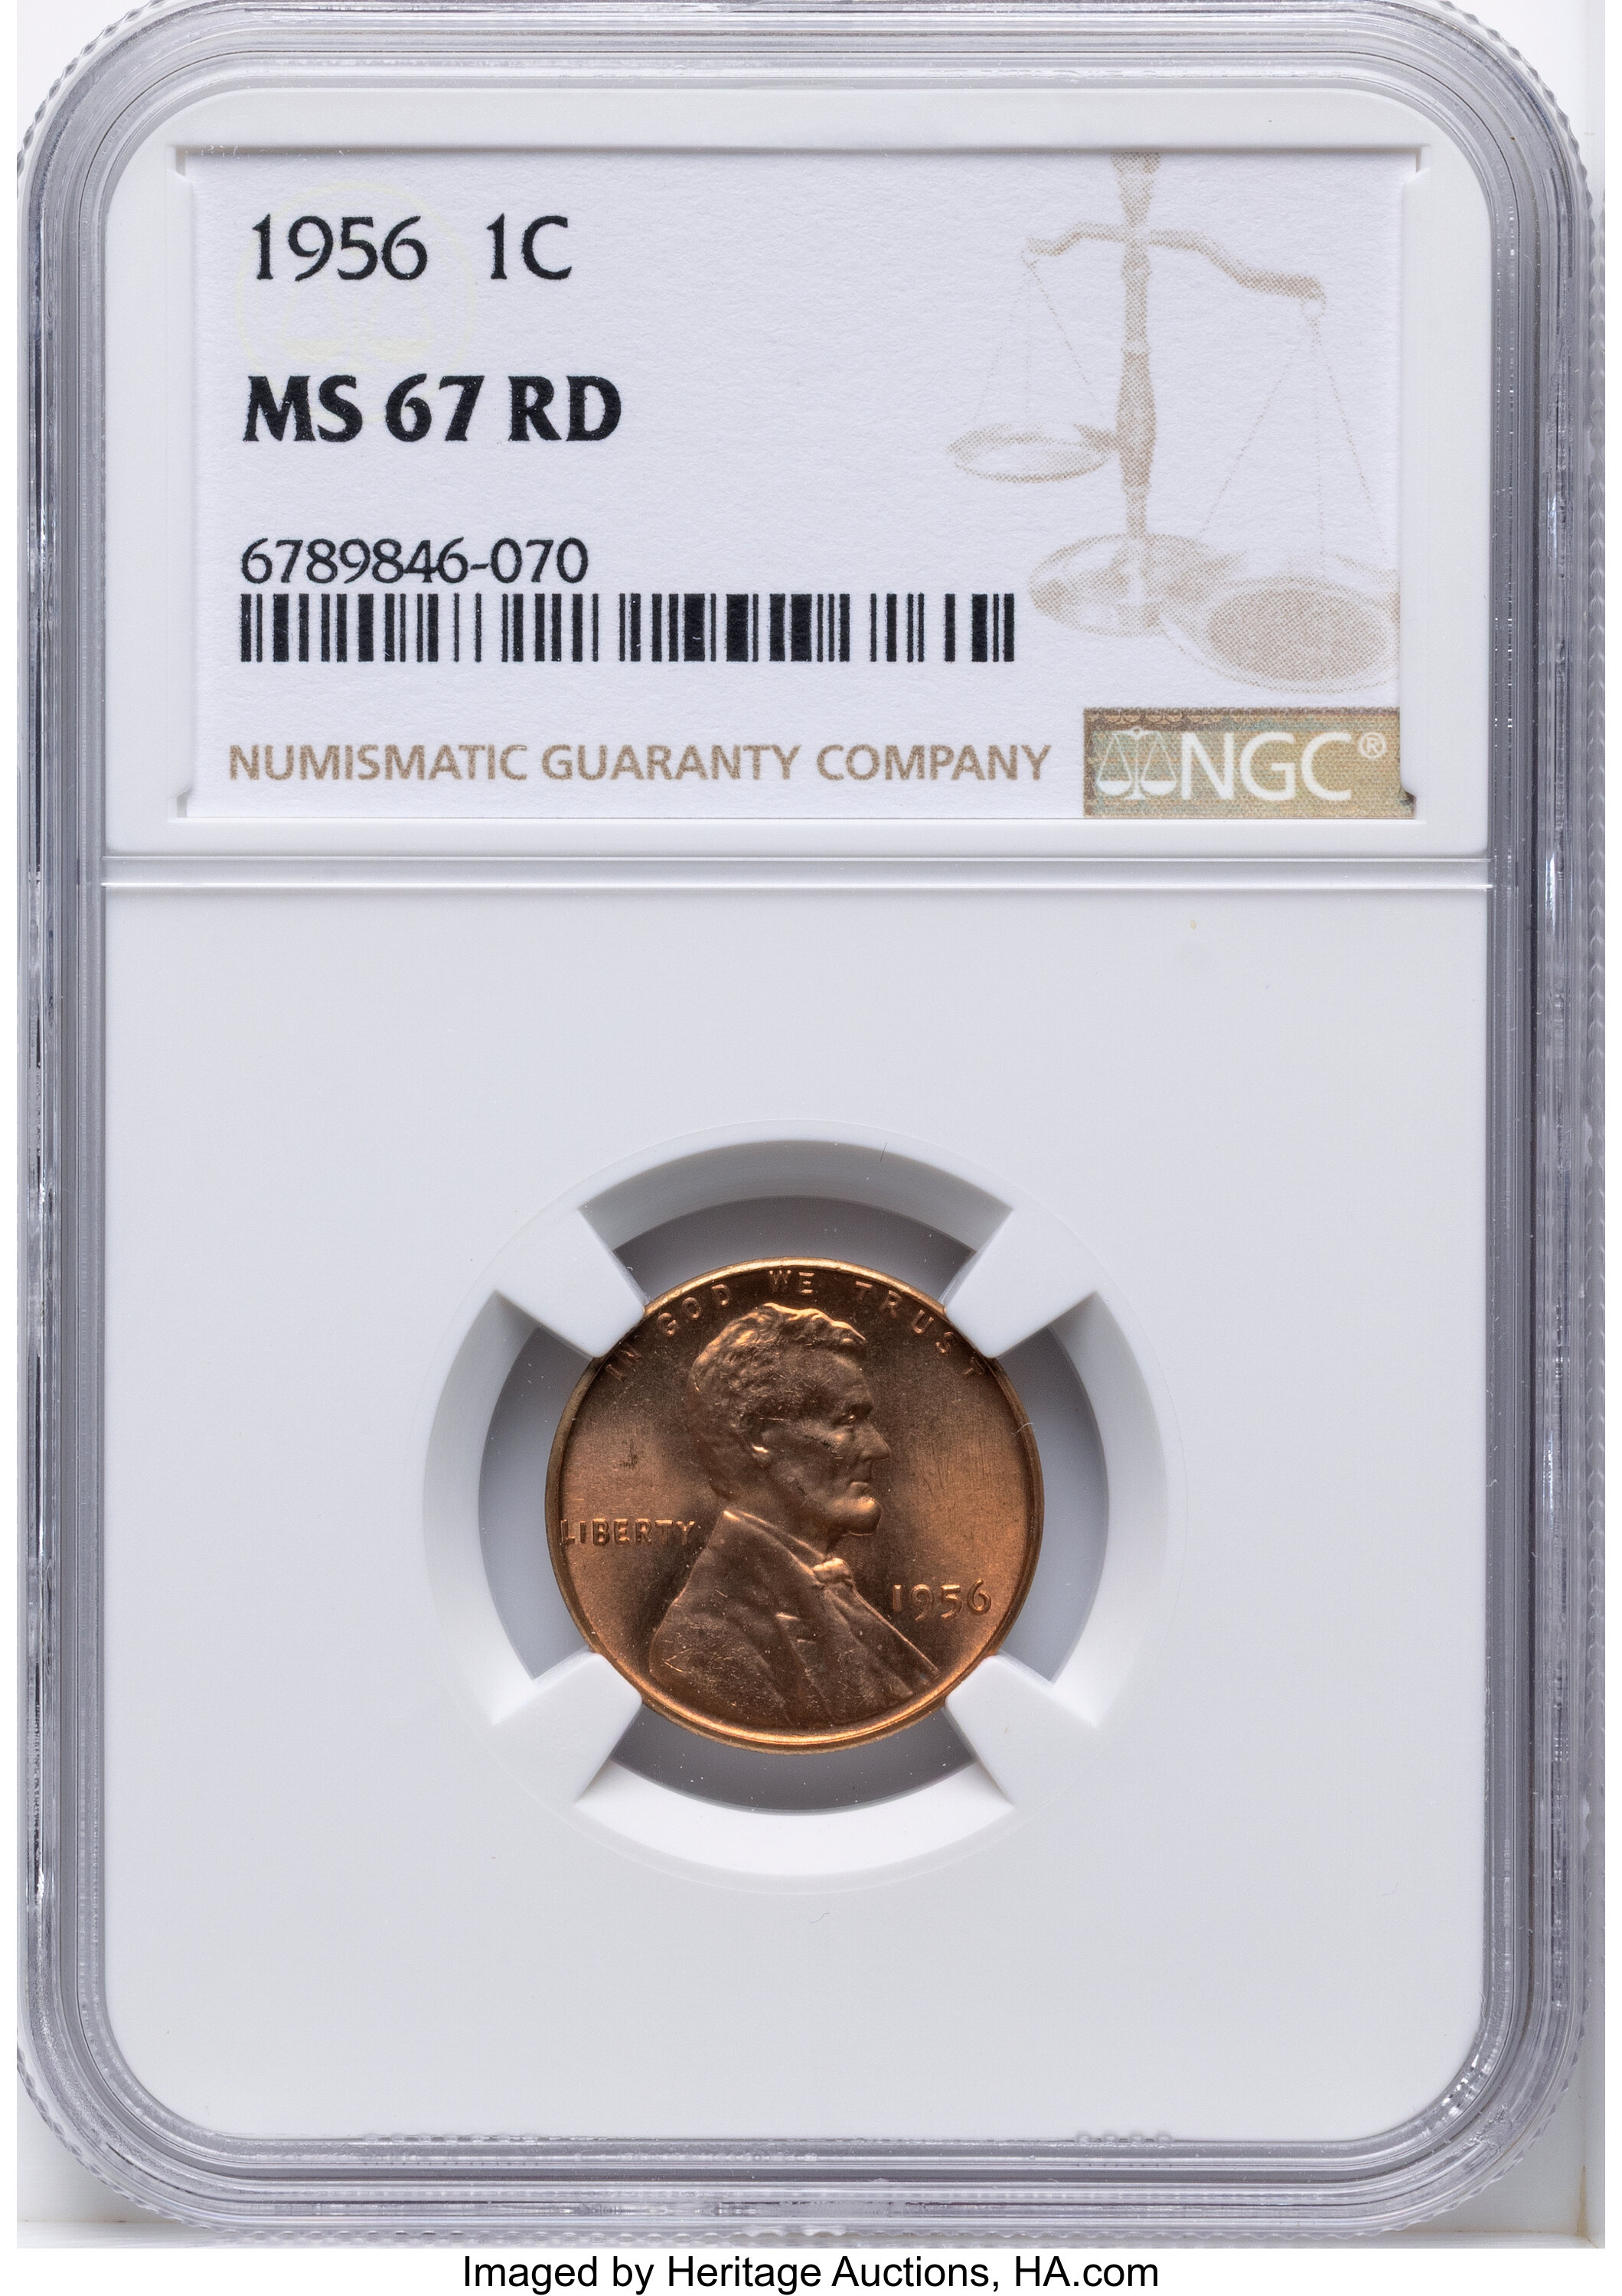 1956 1C
MS 67 RD
6789846-070
NUMISMATIC GUARANTY COMPANY
NGC®
IN GOD WE TRUST
LIBERTY
1956
Imaged by Heritage Auctions, HA.com